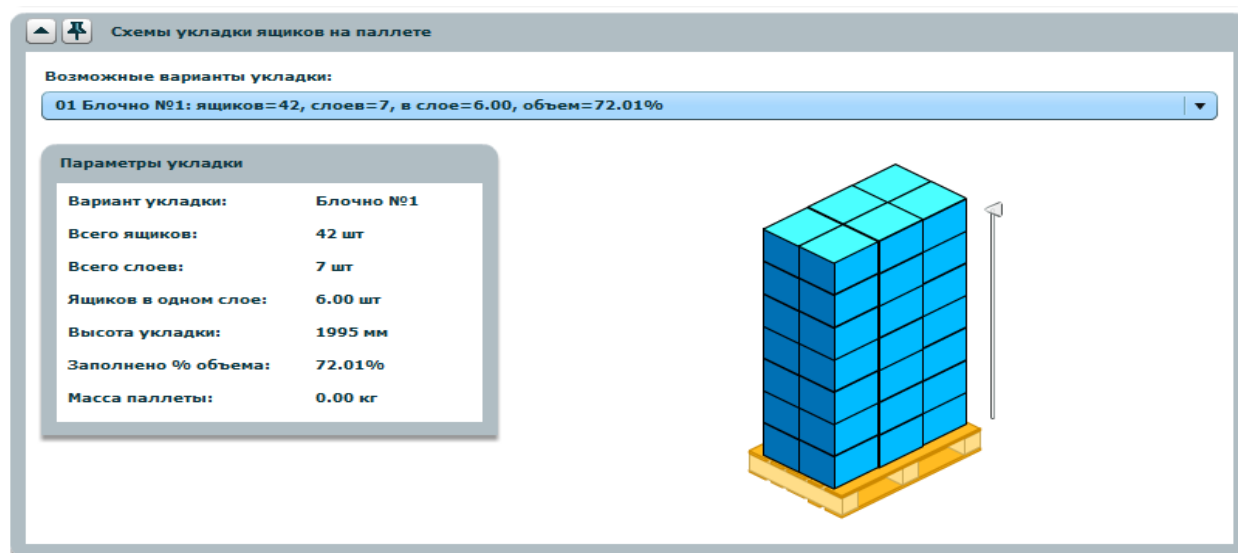 Схемы укладки ящиков на паллете
Возможные варианты укладки:
01 Блочно №1: ящиков=42, слоев=7, в слое=6.00, объем=72.01%
Параметры укладки
Вариант укладки: Блочно №1
Всего ящиков: 42 шт
Всего слоев: 7 шт
Ящиков в одном слое: 6.00 шт
Высота укладки: 1995 мм
Заполнено % объема: 72.01%
Масса паллеты: 0.00 кг